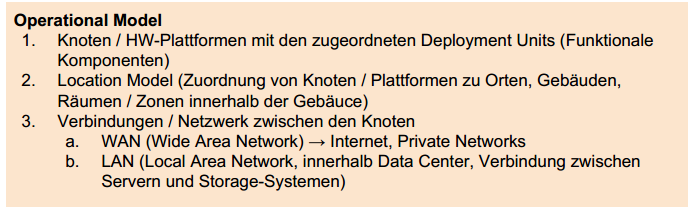 Operational Model
1. Knoten / HW-Plattformen mit den zugeordneten Deployment Units (Funktionale
Komponenten)
2. Location Model (Zuordnung von Knoten / Plattformen zu Orten, Gebäuden,
Räumen / Zonen innerhalb der Gebäuce)
3. Verbindungen / Netzwerk zwischen den Knoten
a. WAN (Wide Area Network) → Internet, Private Networks
b. LAN (Local Area Network, innerhalb Data Center, Verbindung zwischen
Servern und Storage-Systemen)